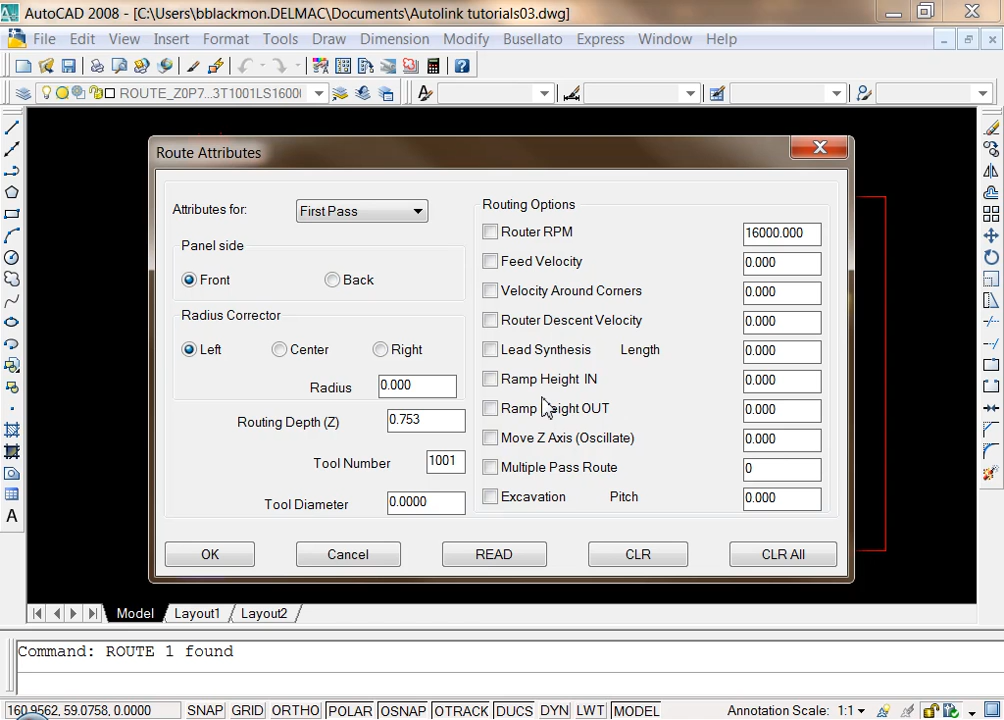 AutoCAD 2008 - [C:\Users\bblackmon.DELMAC\Documents\Autolink tutorials03.dwg]
File Edit View Insert Format Tools Draw Dimension Modify Busellato Express Window Help
ROUTE_Z0P7...3T1001LS1600
Route Attributes
Attributes for: First Pass
Panel side
Front Back
Radius Corrector
Left Center Right
Radius 0.000
Routing Depth (Z) 0.753
Tool Number 1001
Tool Diameter 0.0000
Routing Options
Router RPM 16000.000
Feed Velocity 0.000
Velocity Around Corners 0.000
Router Descent Velocity 0.000
Lead Synthesis Length 0.000
Ramp Height IN 0.000
Ramp Height OUT 0.000
Move Z Axis (Oscillate) 0.000
Multiple Pass Route 0
Excavation Pitch 0.000
OK Cancel READ CLR CLR All
Model Layout1 Layout2
Command: ROUTE 1 found
160.9562, 59.0758, 0.0000 SNAP GRID ORTHO POLAR OSNAP OTRACK DUCS DYN LWT MODEL Annotation Scale: 1:1